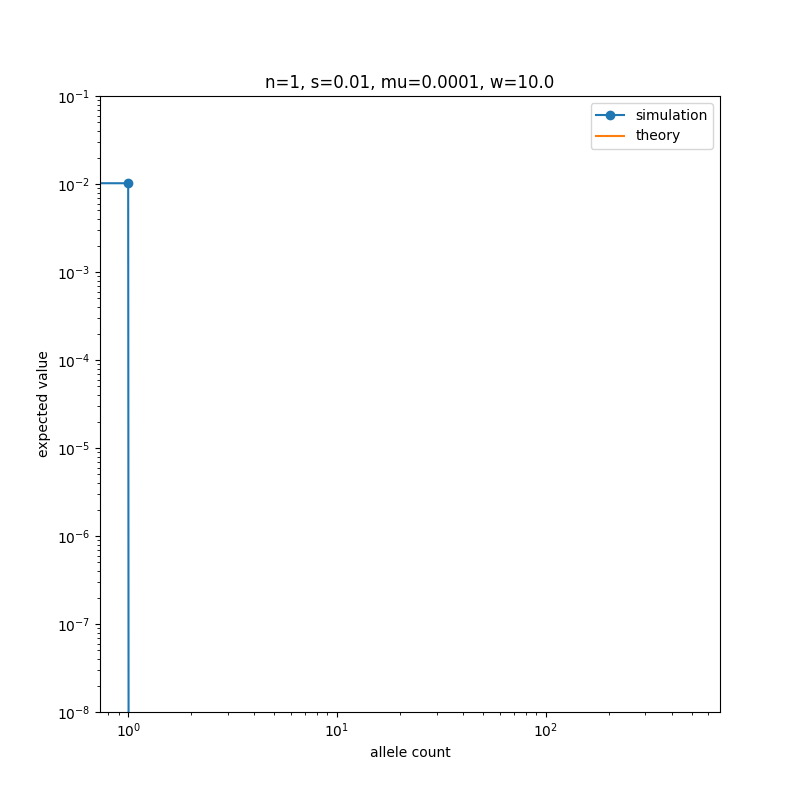 n=1, s=0.01, mu=0.0001, w=10.0
simulation
theory
10⁻¹
10⁻²
10⁻³
10⁻⁴
10⁻⁵
10⁻⁶
10⁻⁷
10⁻⁸
expected value
10⁰ 10¹ 10²
allele count